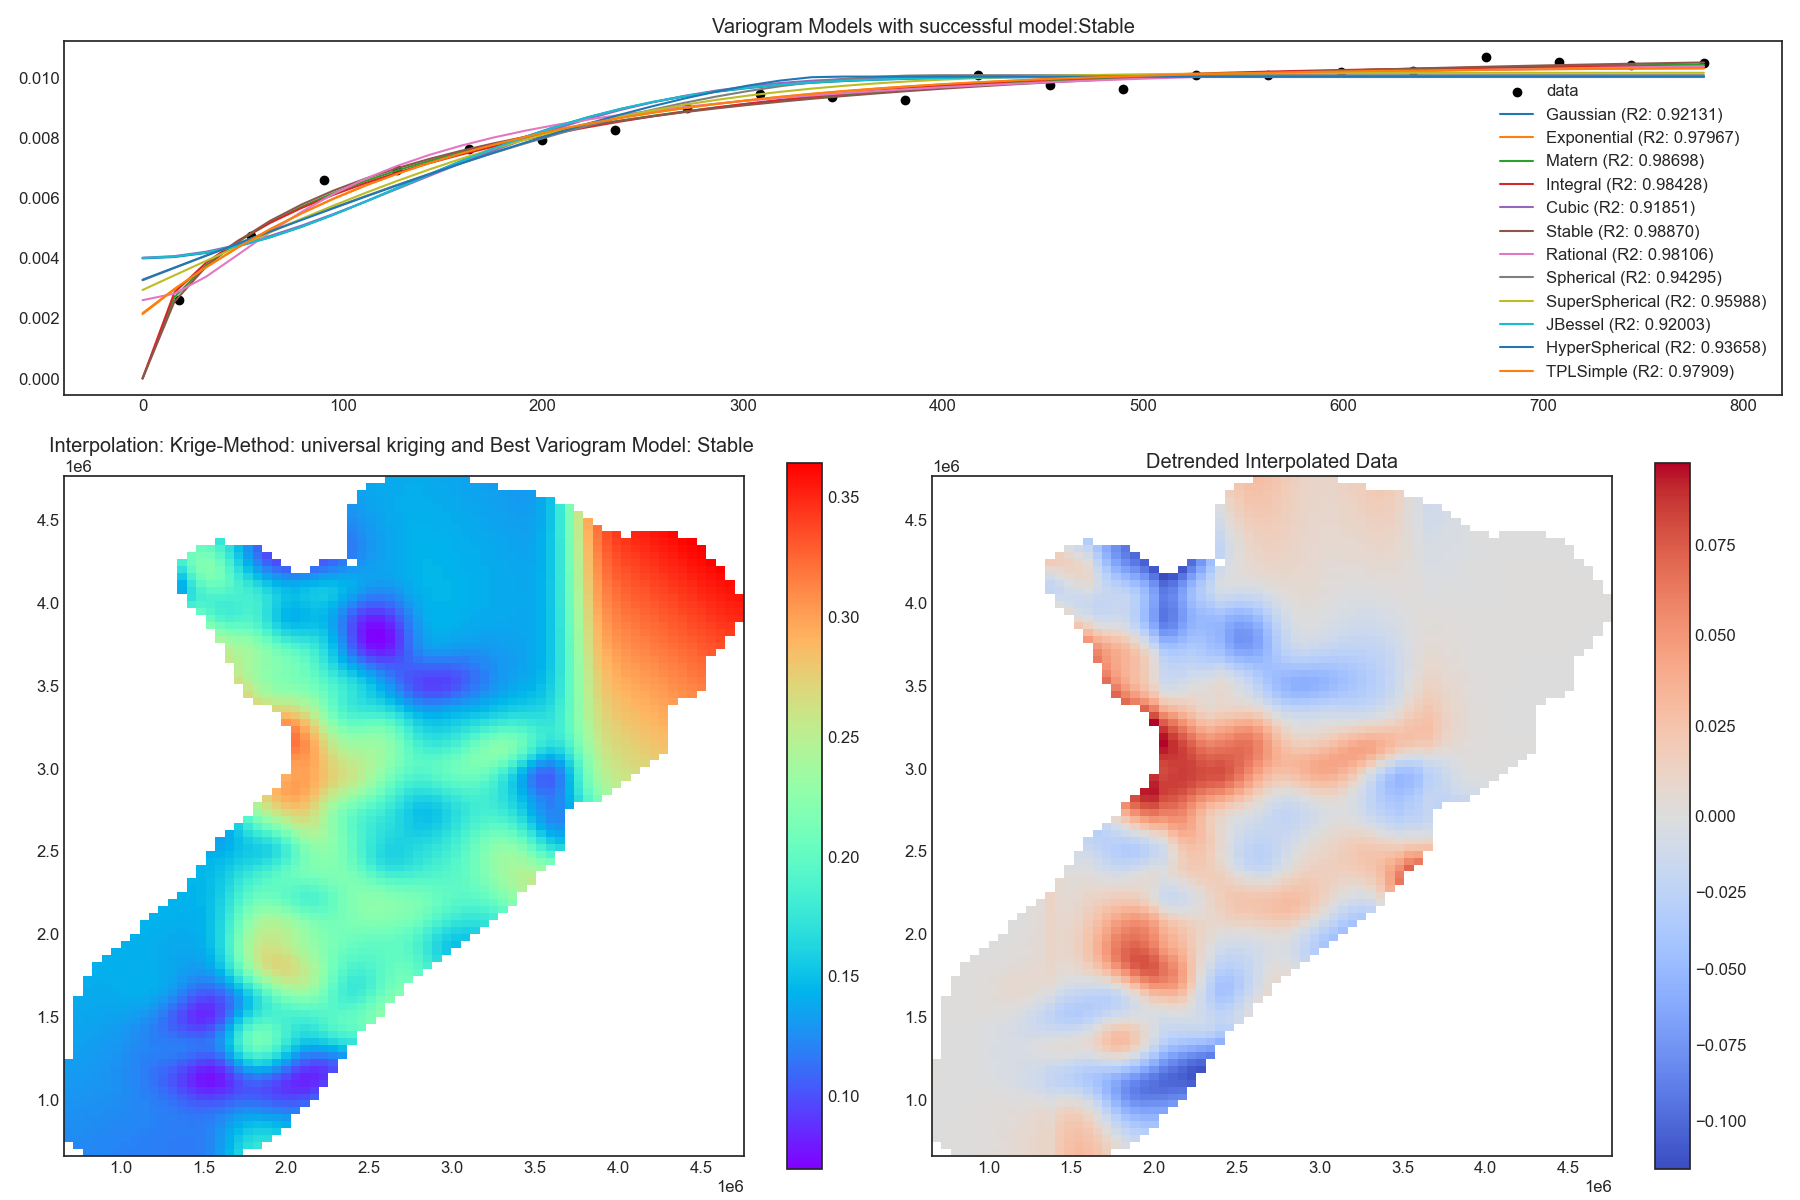 Variogram Models with successful model:Stable
0.010
0.008
0.006
0.004
0.002
0.000
data
Gaussian (R2: 0.92131)
Exponential (R2: 0.97967)
Matern (R2: 0.98698)
Integral (R2: 0.98428)
Cubic (R2: 0.91851)
Stable (R2: 0.98870)
Rational (R2: 0.98106)
Spherical (R2: 0.94295)
SuperSpherical (R2: 0.95988)
JBessel (R2: 0.92003)
HyperSpherical (R2: 0.93658)
TPLSimple (R2: 0.97909)
0 100 200 300 400 500 600 700 800
Interpolation: Krige-Method: universal kriging and Best Variogram Model: Stable
1e6
4.5
4.0
3.5
3.0
2.5
2.0
1.5
1.0
1.0 1.5 2.0 2.5 3.0 3.5 4.0 4.5
1e6
0.35
0.30
0.25
0.20
0.15
0.10
Detrended Interpolated Data
1e6
4.5
4.0
3.5
3.0
2.5
2.0
1.5
1.0
1.0 1.5 2.0 2.5 3.0 3.5 4.0 4.5
1e6
0.075
0.050
0.025
0.000
−0.025
−0.050
−0.075
−0.100